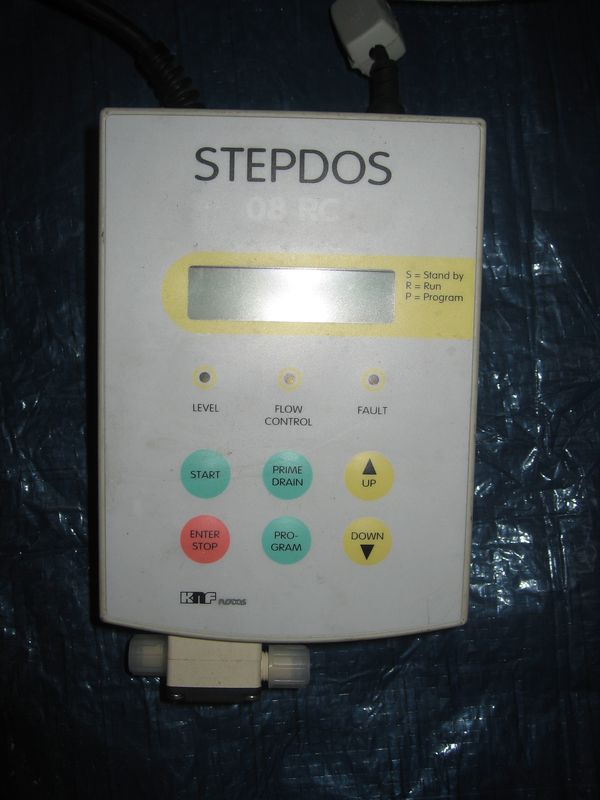 STEPDOS
08 RC
S = Stand by
R = Run
P = Program
LEVEL
FLOW
CONTROL
FAULT
START
PRIME
DRAIN
UP
ENTER
STOP
PRO-
GRAM
DOWN
KNF FLODOS